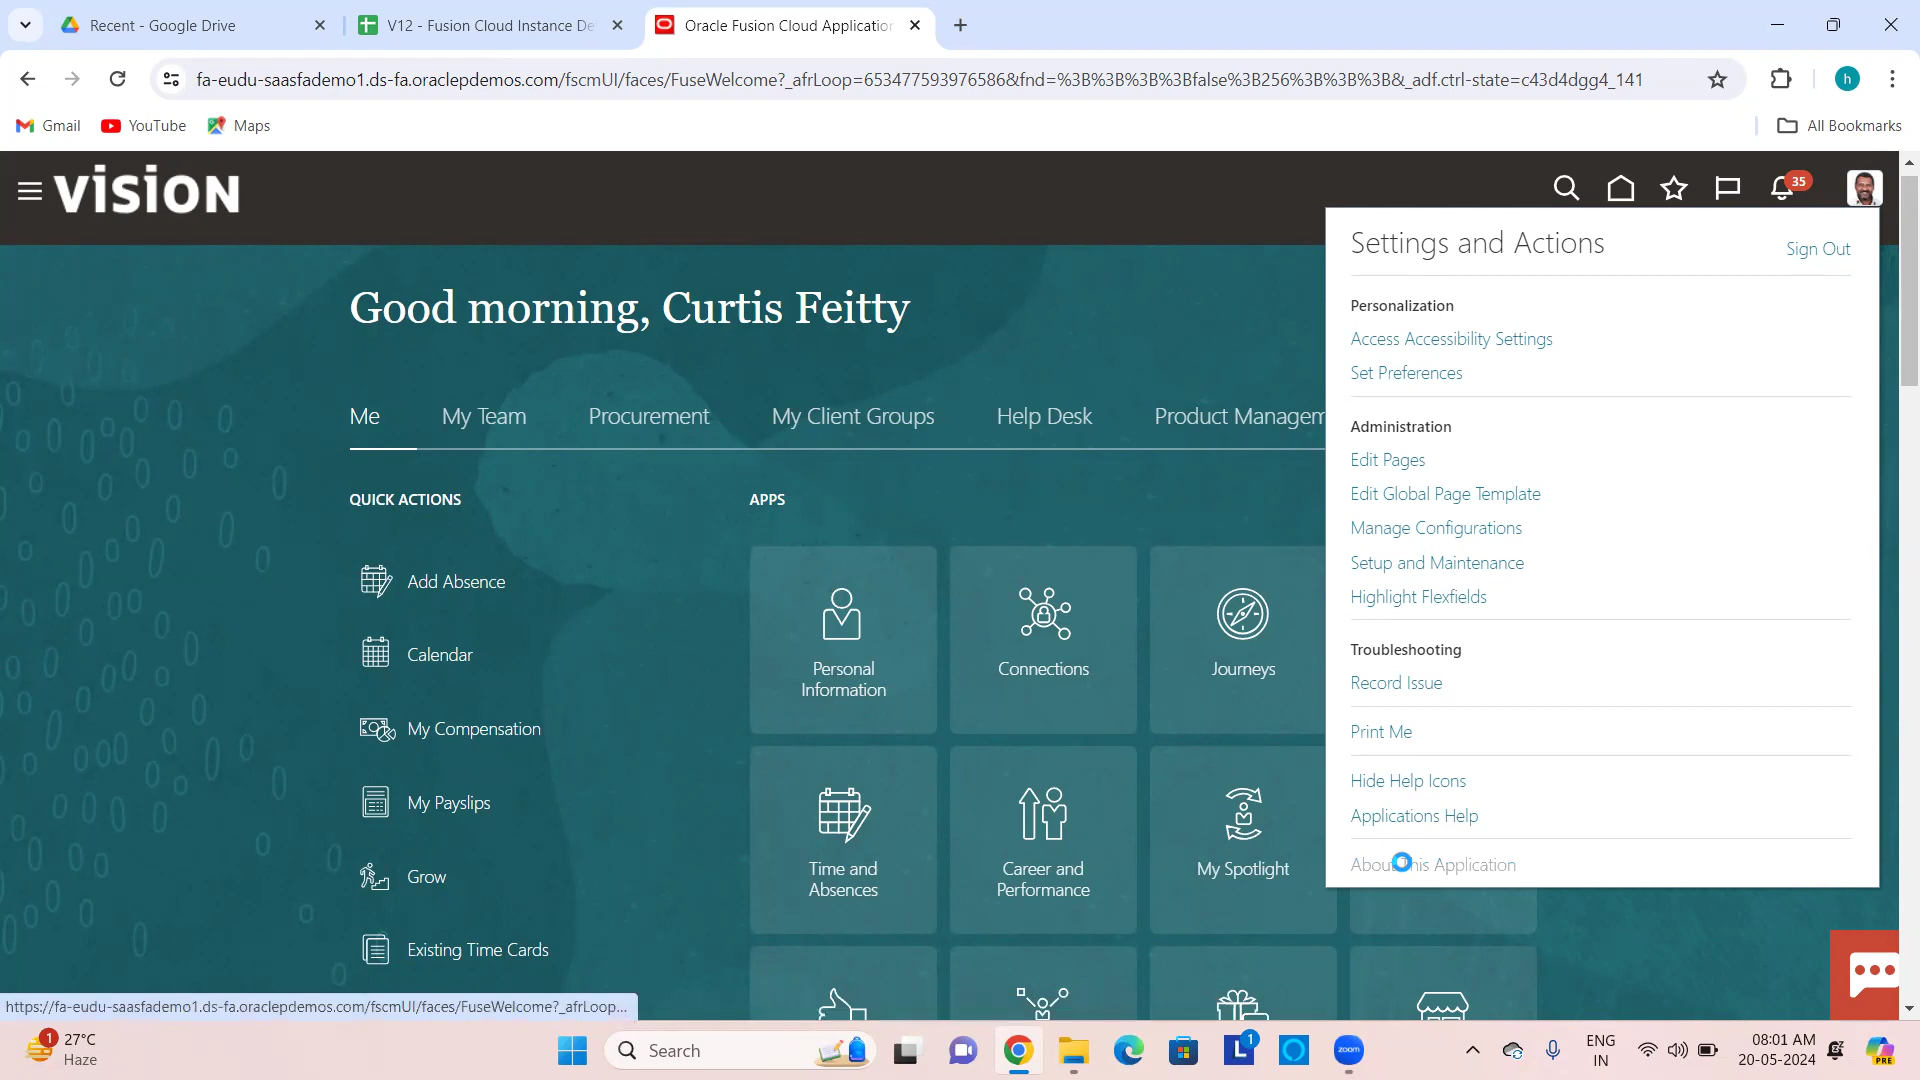 Recent - Google Drive
V12 - Fusion Cloud Instance De
Oracle Fusion Cloud Application
fa-eudu-saasfademo1.ds-fa.oraclepdemos.com/fscmUI/faces/FuseWelcome?_afrLoop=653477593976586&fnd=%3B%3B%3B%3Bfalse%3B256%3B%3B%3B&_adf.ctrl-state=c43d4dgg4_141
h
Gmail
YouTube
Maps
All Bookmarks
vision
35
Settings and Actions
Sign Out
Personalization
Access Accessibility Settings
Set Preferences
Administration
Edit Pages
Edit Global Page Template
Manage Configurations
Setup and Maintenance
Highlight Flexfields
Troubleshooting
Record Issue
Print Me
Hide Help Icons
Applications Help
About This Application
Good morning, Curtis Feitty
Me
My Team
Procurement
My Client Groups
Help Desk
Product Managem
QUICK ACTIONS
APPS
Add Absence
Calendar
My Compensation
My Payslips
Grow
Existing Time Cards
Personal
Information
Connections
Journeys
Time and
Absences
Career and
Performance
My Spotlight
https://fa-eudu-saasfademo1.ds-fa.oraclepdemos.com/fscmUI/faces/FuseWelcome?_afrLoop...
1
27°C
Haze
Search
L
1
zoom
ENG
IN
08:01 AM
20-05-2024
PRE